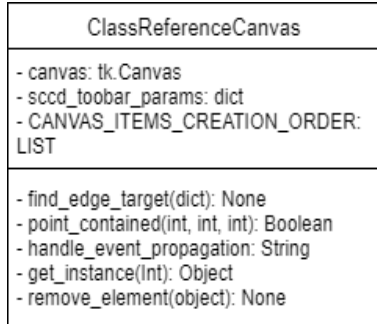 ClassReferenceCanvas
- canvas: tk.Canvas
- sccd_toobar_params: dict
- CANVAS_ITEMS_CREATION_ORDER:
LIST
- find_edge_target(dict): None
- point_contained(int, int, int): Boolean
- handle_event_propagation: String
- get_instance(Int): Object
- remove_element(object): None